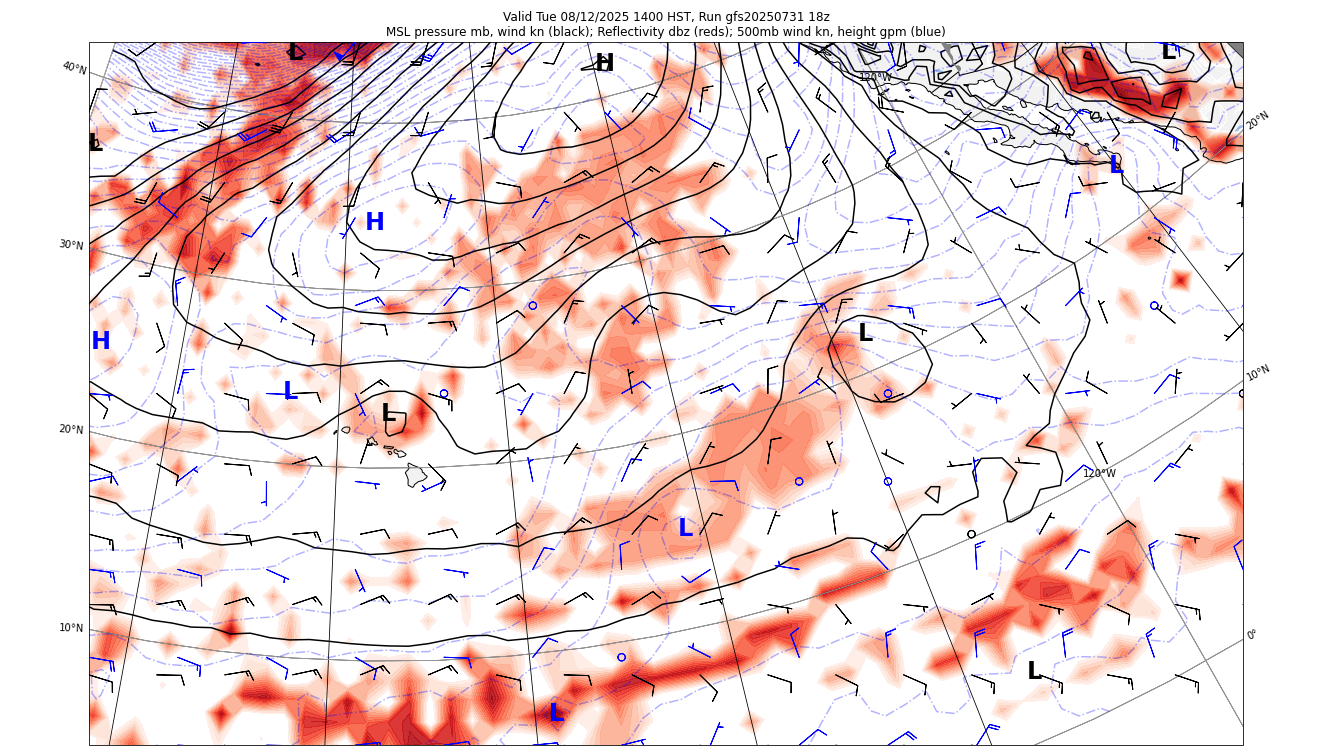 Valid Tue 08/12/2025 1400 HST, Run gfs20250731 18z
MSL pressure mb, wind kn (black); Reflectivity dbz (reds); 500mb wind kn, height gpm (blue)
L
H
L
40°N
120°W
20°N
L
L
H
30°N
H
L
10°N
L
L
20°N
120°W
L
10°N
0°
L
L